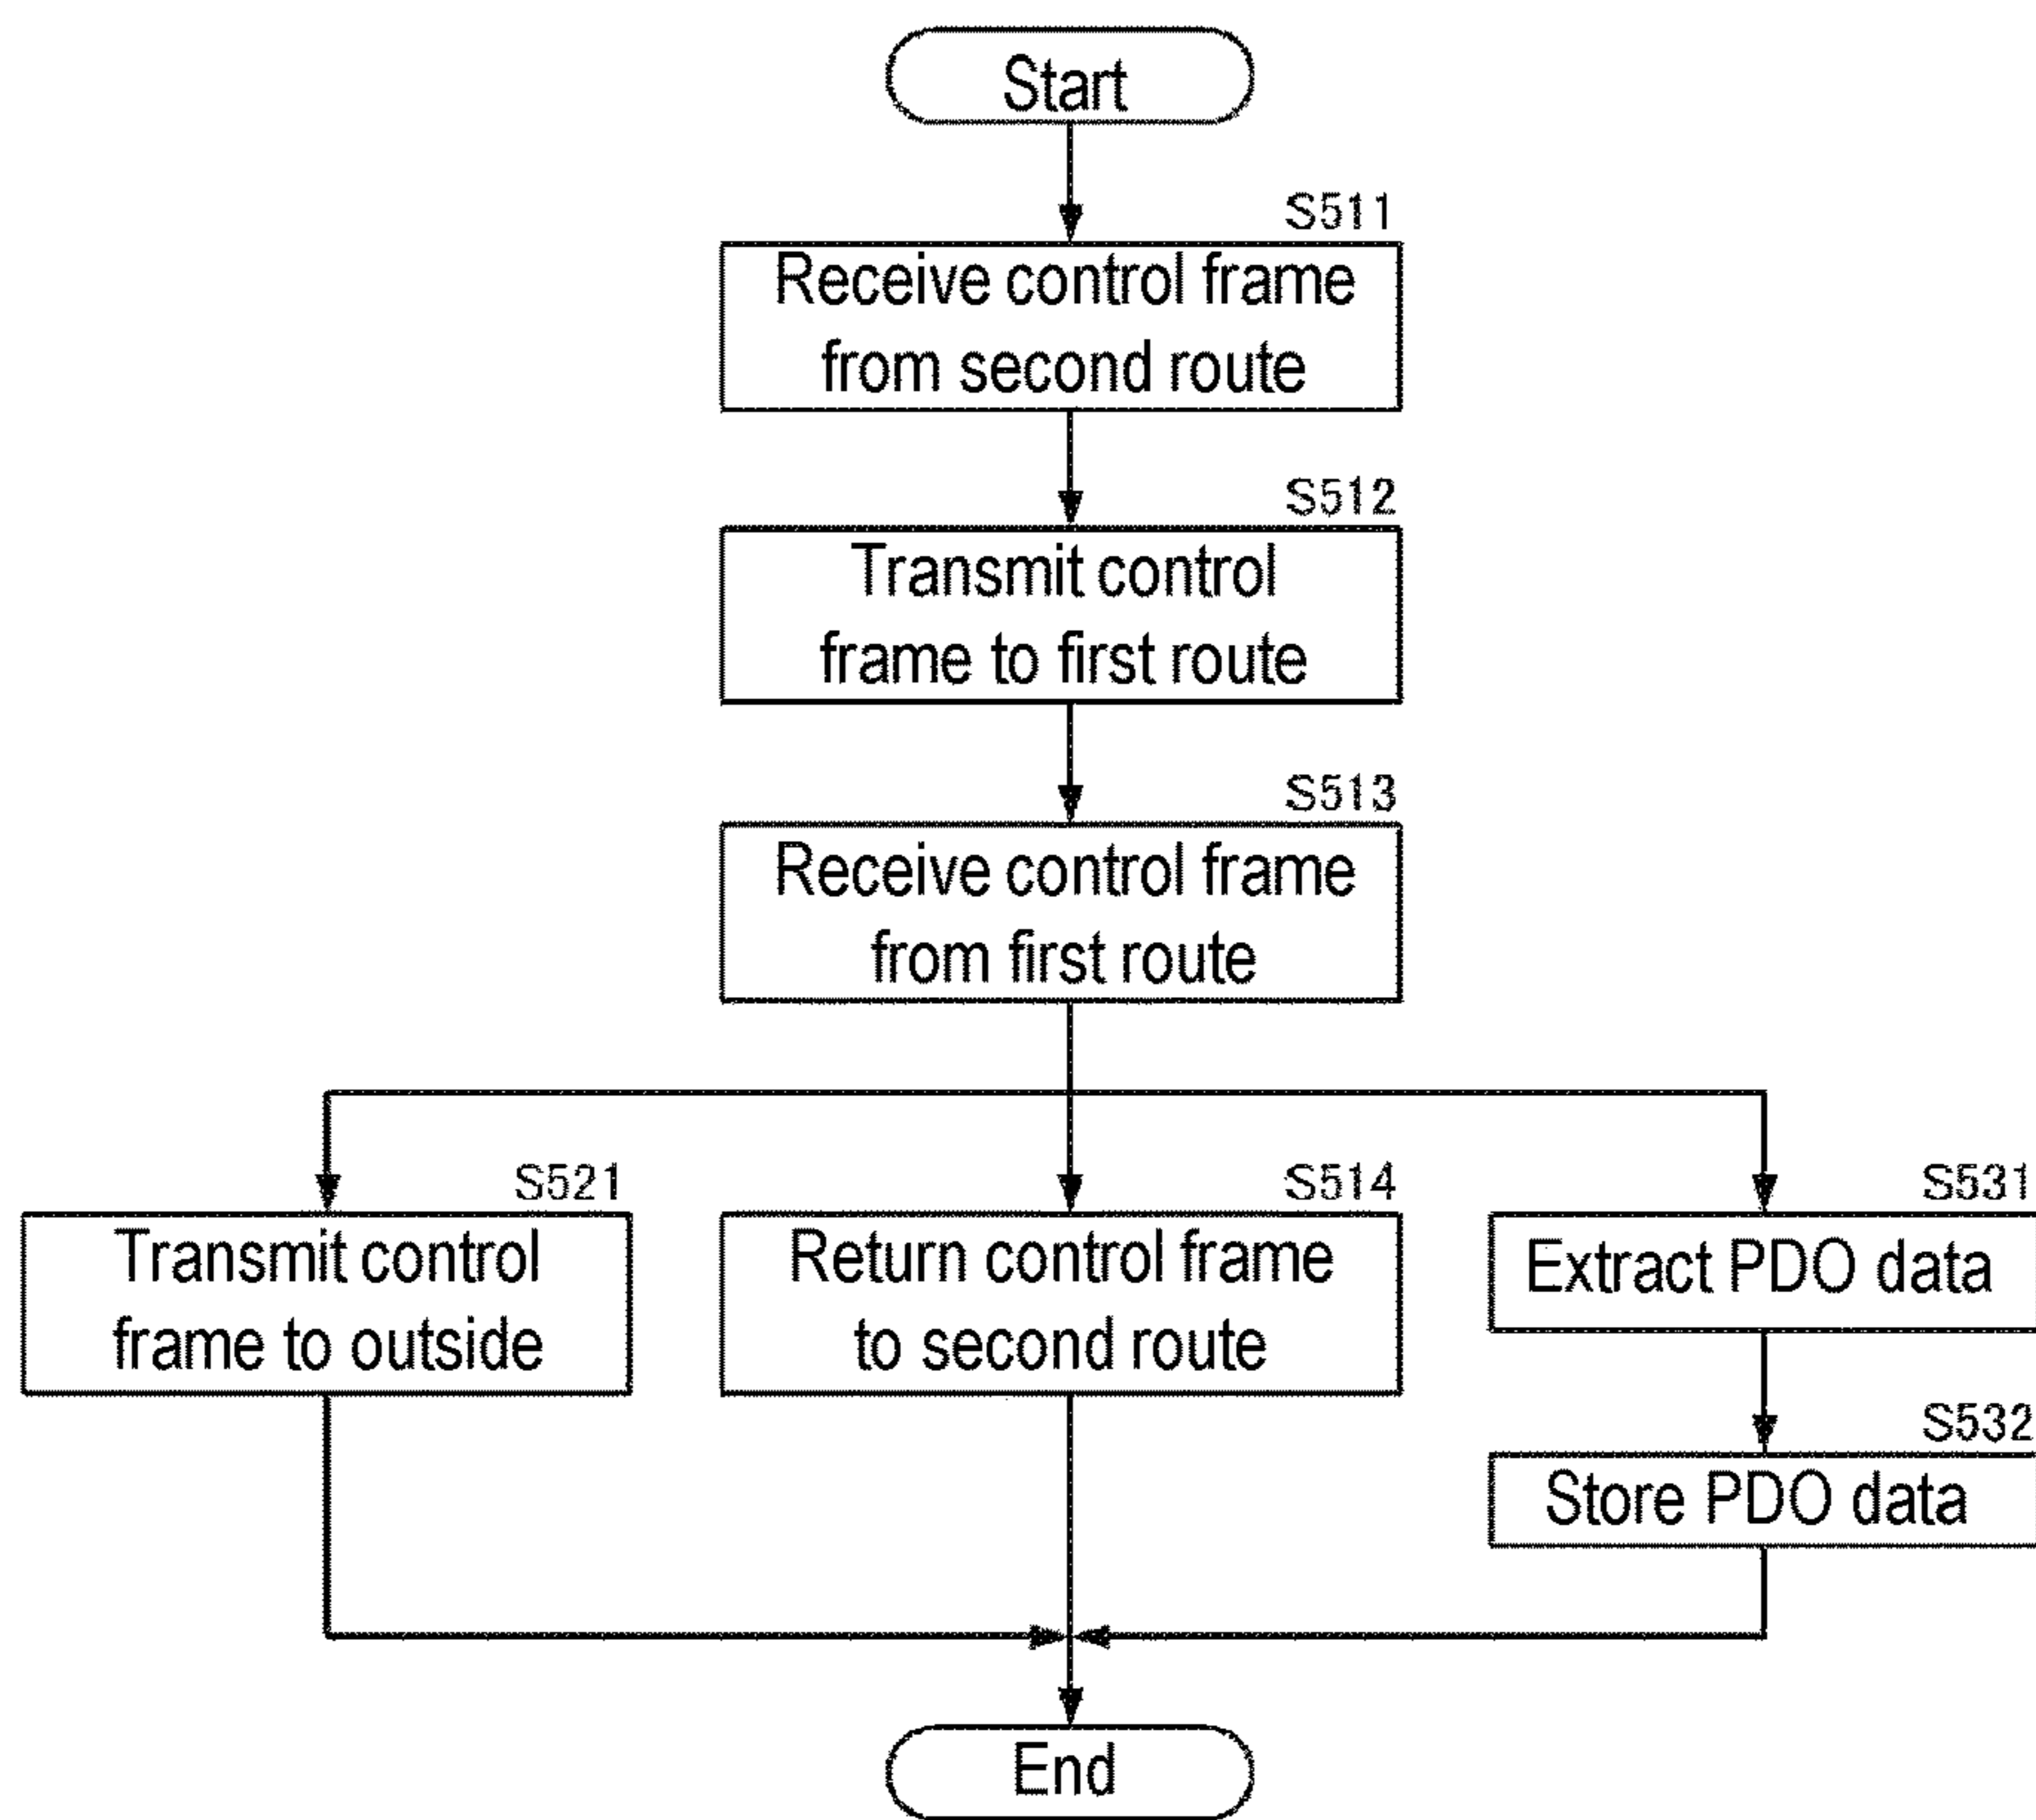 Start
S511
Receive control frame
from second route
S512
Transmit control
frame to first route
S513
Receive control frame
from first route
S521
Transmit control
frame to outside
S514
Return control frame
to second route
S531
Extract PDO data
S532
Store PDO data
End